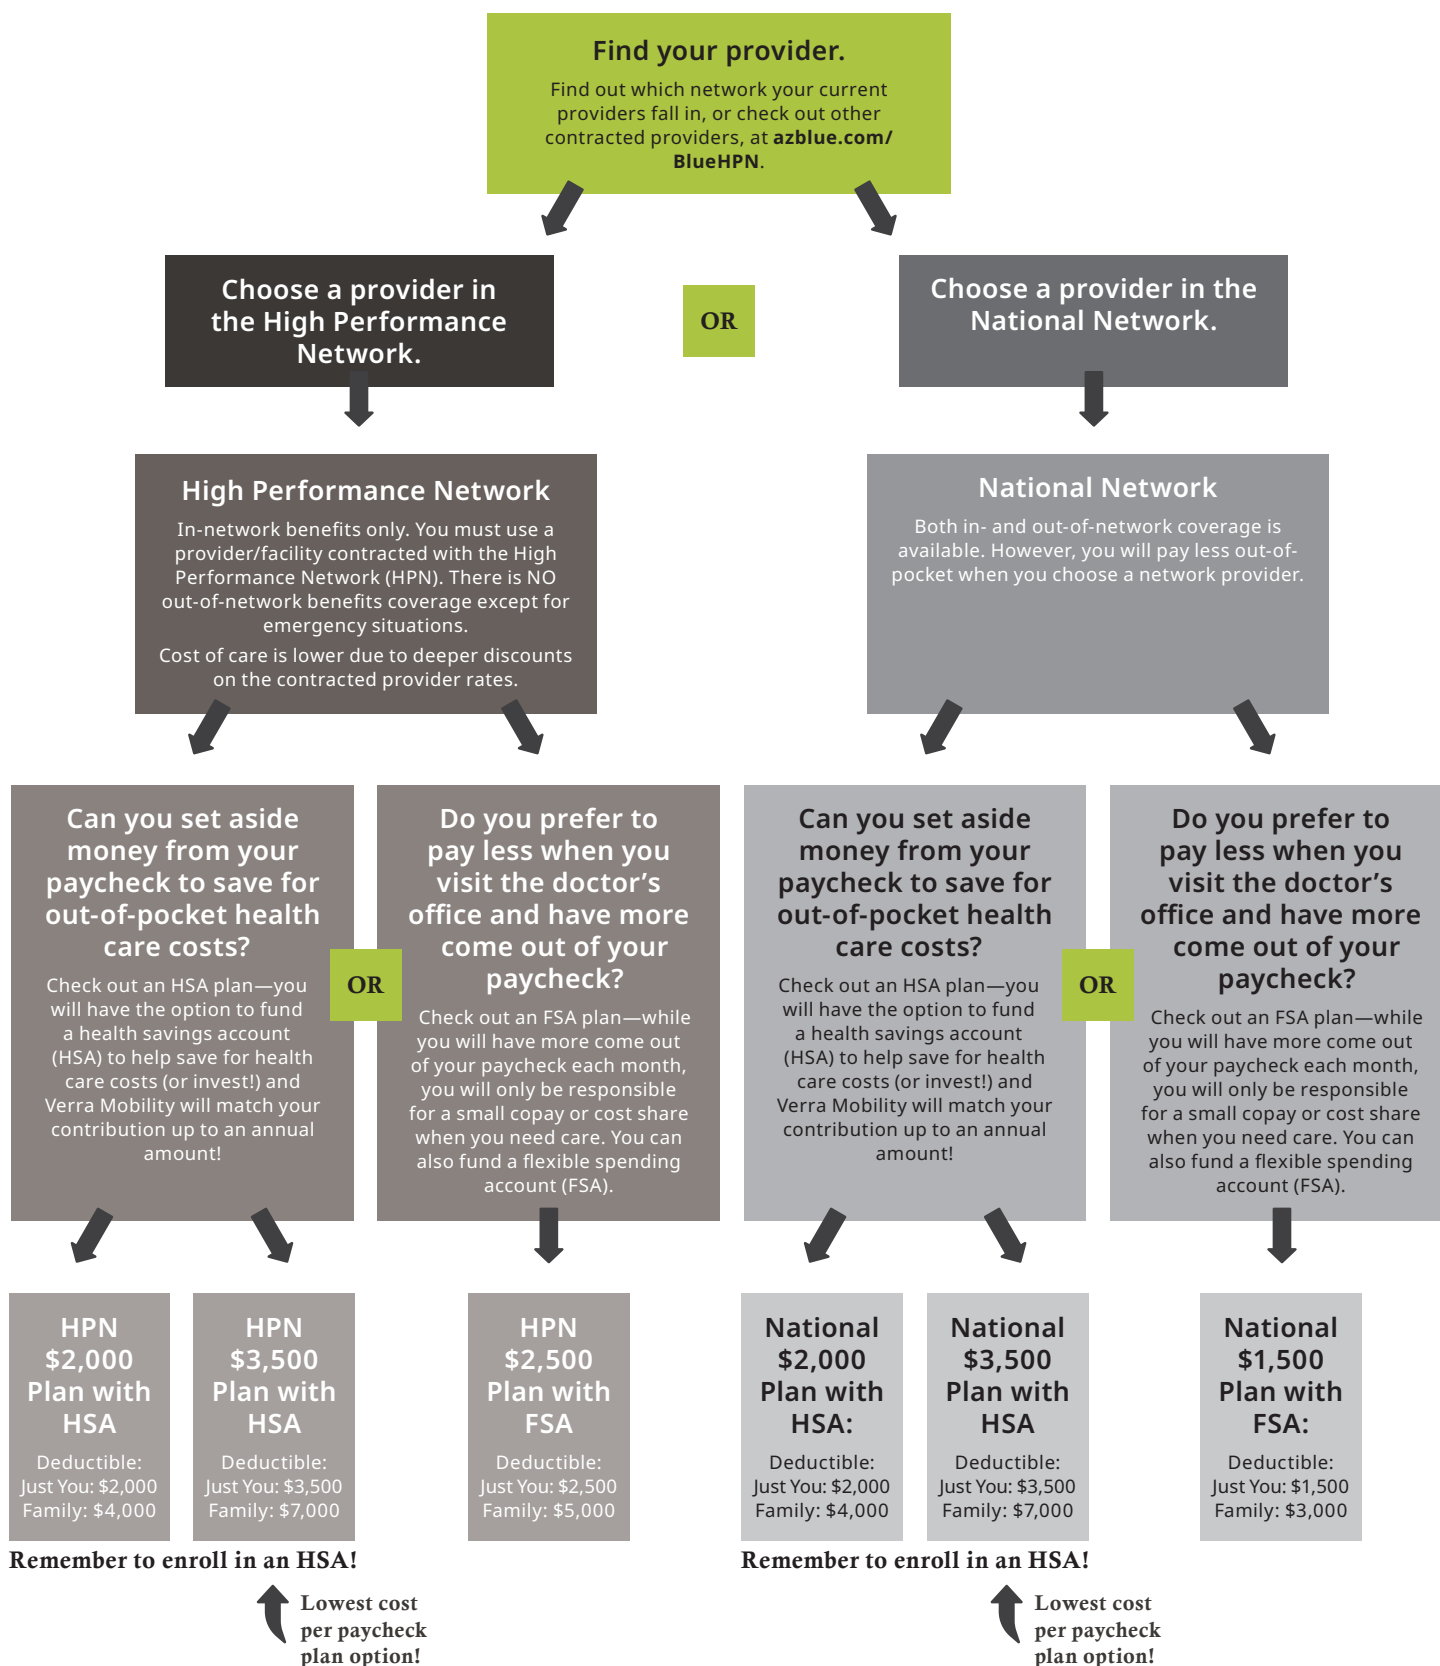 Find your provider.
Find out which network your current
providers fall in, or check out other
contracted providers, at azblue.com/
BlueHPN.
Choose a provider in
the High Performance
Network.
OR
Choose a provider in the
National Network.
High Performance Network
In-network benefits only. You must use a
provider/facility contracted with the High
Performance Network (HPN). There is NO
out-of-network benefits coverage except for
emergency situations.
Cost of care is lower due to deeper discounts
on the contracted provider rates.
National Network
Both in- and out-of-network coverage is
available. However, you will pay less out-of-
pocket when you choose a network provider.
Can you set aside
money from your
paycheck to save for
out-of-pocket health
care costs?
Check out an HSA plan—you
will have the option to fund
a health savings account
(HSA) to help save for health
care costs (or invest!) and
Verra Mobility will match your
contribution up to an annual
amount!
OR
Do you prefer to
pay less when you
visit the doctor’s
office and have more
come out of your
paycheck?
Check out an FSA plan—while
you will have more come out
of your paycheck each month,
you will only be responsible
for a small copay or cost share
when you need care. You can
also fund a flexible spending
account (FSA).
Can you set aside
money from your
paycheck to save for
out-of-pocket health
care costs?
Check out an HSA plan—you
will have the option to fund
a health savings account
(HSA) to help save for health
care costs (or invest!) and
Verra Mobility will match your
contribution up to an annual
amount!
OR
Do you prefer to
pay less when you
visit the doctor’s
office and have more
come out of your
paycheck?
Check out an FSA plan—while
you will have more come out
of your paycheck each month,
you will only be responsible
for a small copay or cost share
when you need care. You can
also fund a flexible spending
account (FSA).
HPN
$2,000
Plan with
HSA
Deductible:
Just You: $2,000
Family: $4,000
HPN
$3,500
Plan with
HSA
Deductible:
Just You: $3,500
Family: $7,000
HPN
$2,500
Plan with
FSA
Deductible:
Just You: $2,500
Family: $5,000
National
$2,000
Plan with
HSA:
Deductible:
Just You: $2,000
Family: $4,000
National
$3,500
Plan with
HSA
Deductible:
Just You: $3,500
Family: $7,000
National
$1,500
Plan with
FSA:
Deductible:
Just You: $1,500
Family: $3,000
Remember to enroll in an HSA!
Remember to enroll in an HSA!
Lowest cost
per paycheck
plan option!
Lowest cost
per paycheck
plan option!